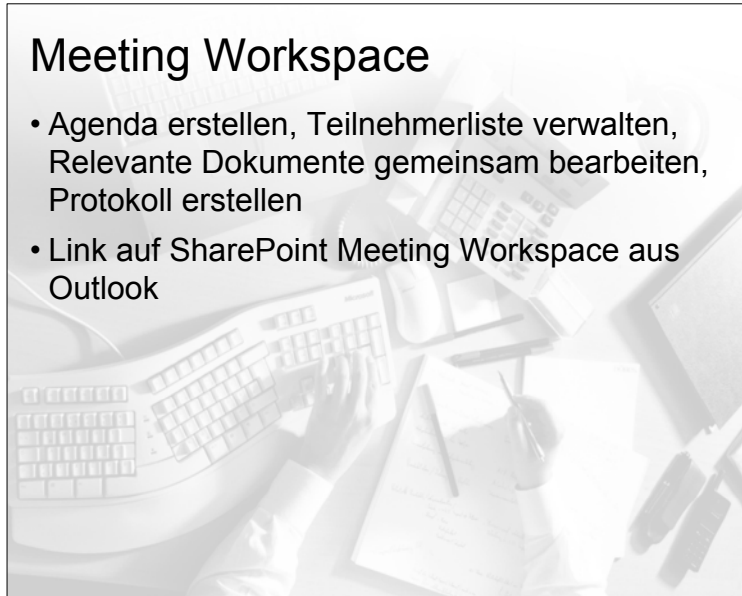 Meeting Workspace
• Agenda erstellen, Teilnehmerliste verwalten,
Relevante Dokumente gemeinsam bearbeiten,
Protokoll erstellen
• Link auf SharePoint Meeting Workspace aus
Outlook